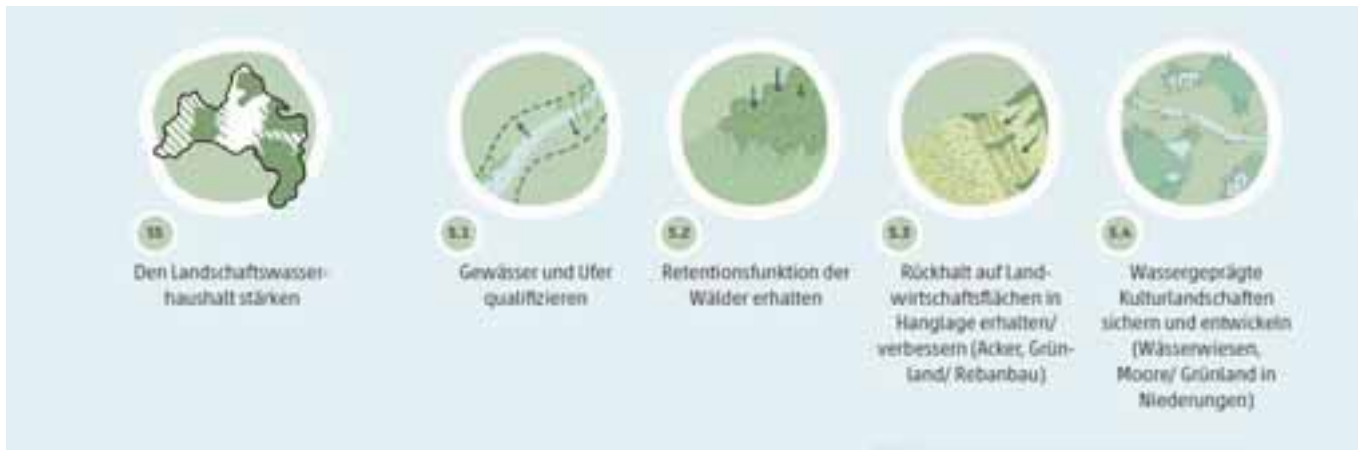 S5
Den Landschaftswasser-
haushalt stärken
5.1
Gewässer und Ufer
qualifizieren
5.2
Retentionsfunktion der
Wälder erhalten
5.3
Rückhalt auf Land-
wirtschaftsflächen in
Hanglage erhalten/
verbessern (Acker, Grün-
land/ Rebanbau)
5.4
Wassergeprägte
Kulturlandschaften
sichern und entwickeln
(Wässerwiesen,
Moore/ Grünland in
Niederungen)